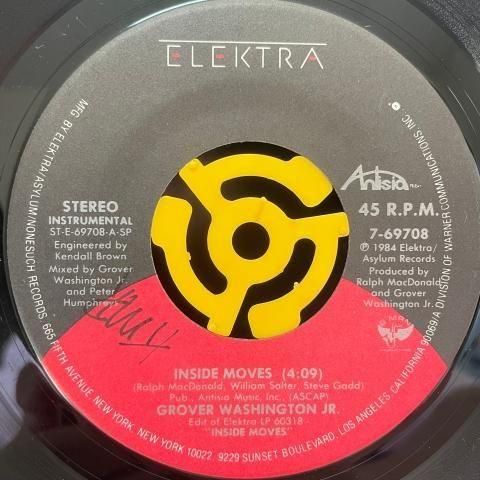 ELEKTRA
STEREO
INSTRUMENTAL
ST-E-69708-A-SP
Engineered by
Kendall Brown
Mixed by Grover
Washington Jr.
and Peter
Humphreys
Antisia
45 R.P.M.
7-69708
℗ 1984 Elektra/
Asylum Records
Produced by
Ralph MacDonald
and Grover
Washington Jr.
INSIDE MOVES (4:09)
(Ralph MacDonald, William Salter, Steve Gadd)
Pub., Antisia Music, Inc., (ASCAP)
GROVER WASHINGTON JR.
Edit of Elektra LP 60318
"INSIDE MOVES"
MFG. BY ELEKTRA/ASYLUM/NONESUCH RECORDS, 665 FIFTH AVENUE, NEW YORK, NEW YORK 10022. 9229 SUNSET BOULEVARD, LOS ANGELES, CALIFORNIA 90069/A DIVISION OF WARNER COMMUNICATIONS INC.